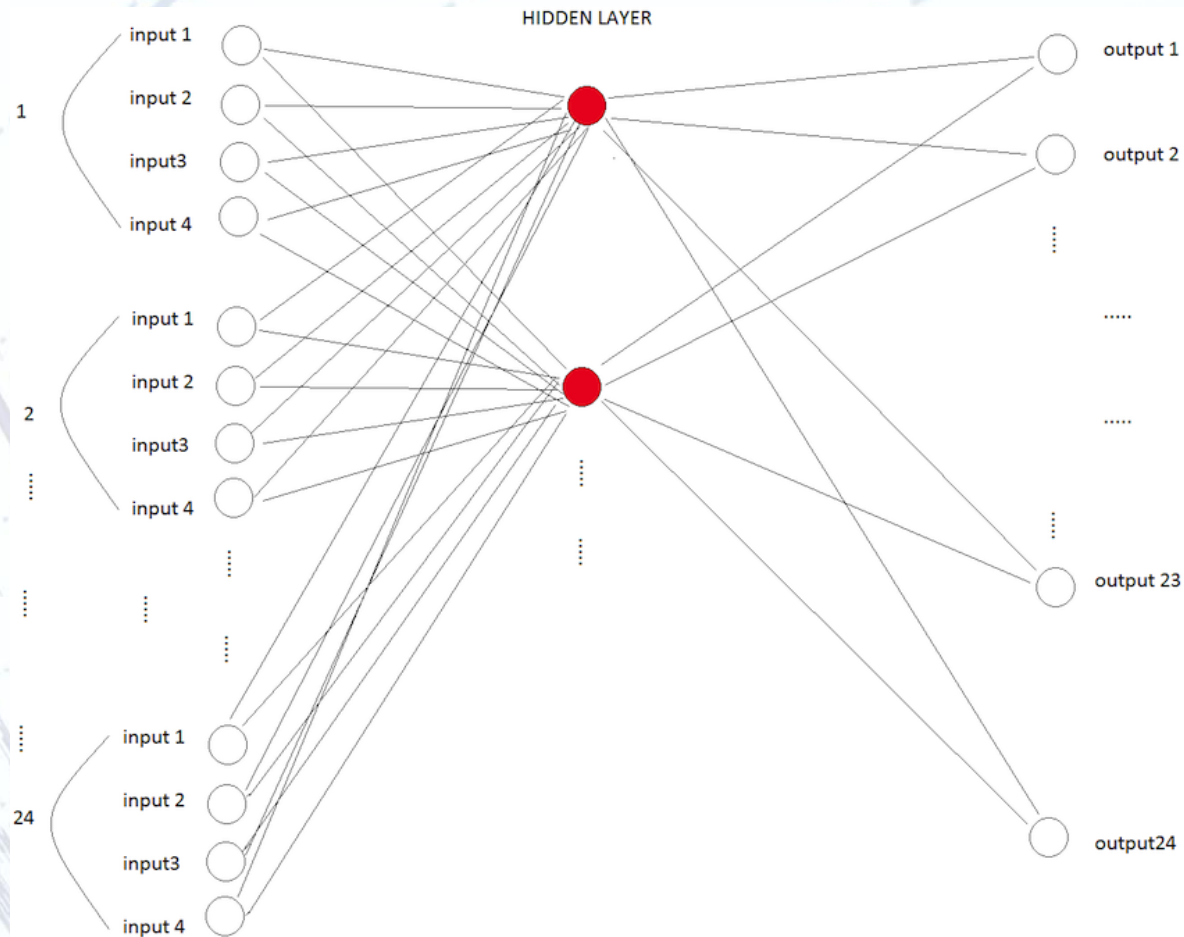 HIDDEN LAYER
1
input 1
input 2
input3
input 4
2
input 1
input 2
input3
input 4
24
input 1
input 2
input3
input 4
output 1
output 2
.....
.....
output 23
output24